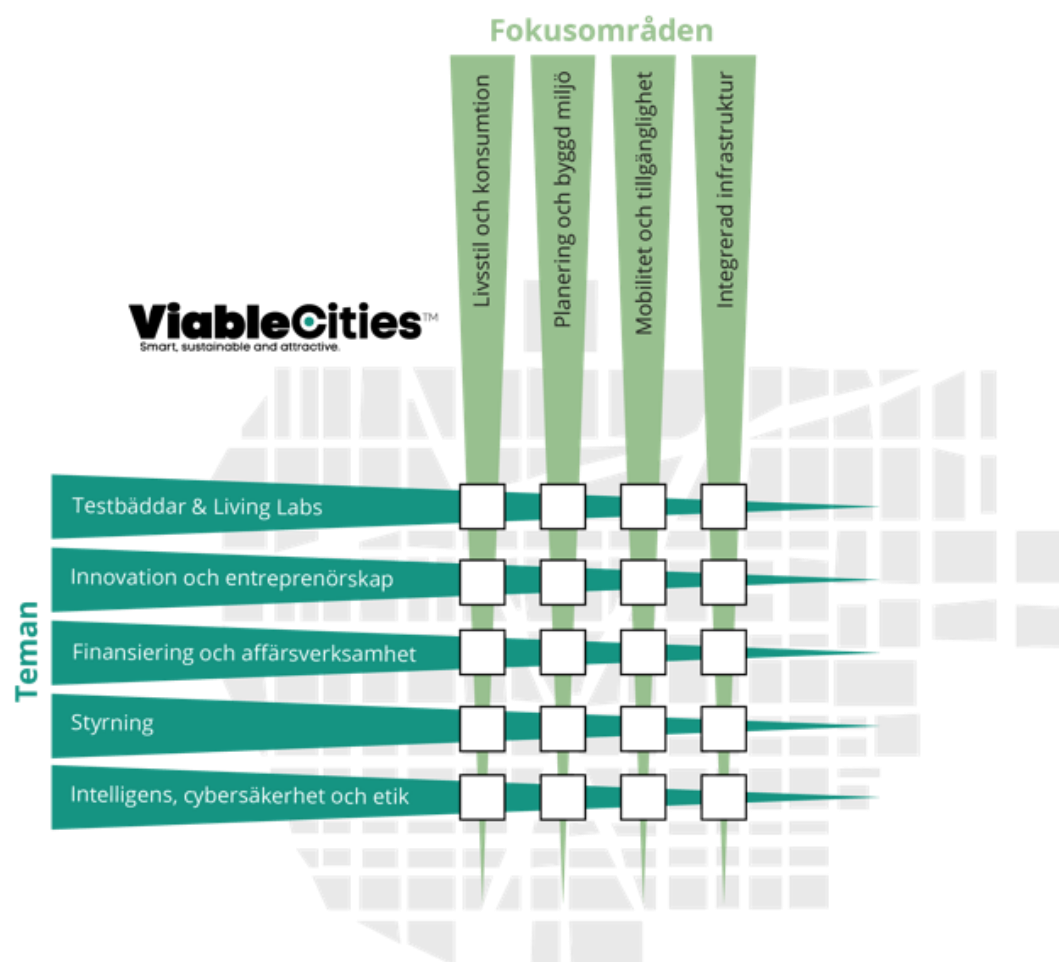 Fokusområden
Livsstil och konsumtion
Planering och byggd miljö
Mobilitet och tillgänglighet
Integrerad infrastruktur
ViableCities™
Smart, sustainable and attractive.
Teman
Testbäddar & Living Labs
Innovation och entreprenörskap
Finansiering och affärsverksamhet
Styrning
Intelligens, cybersäkerhet och etik